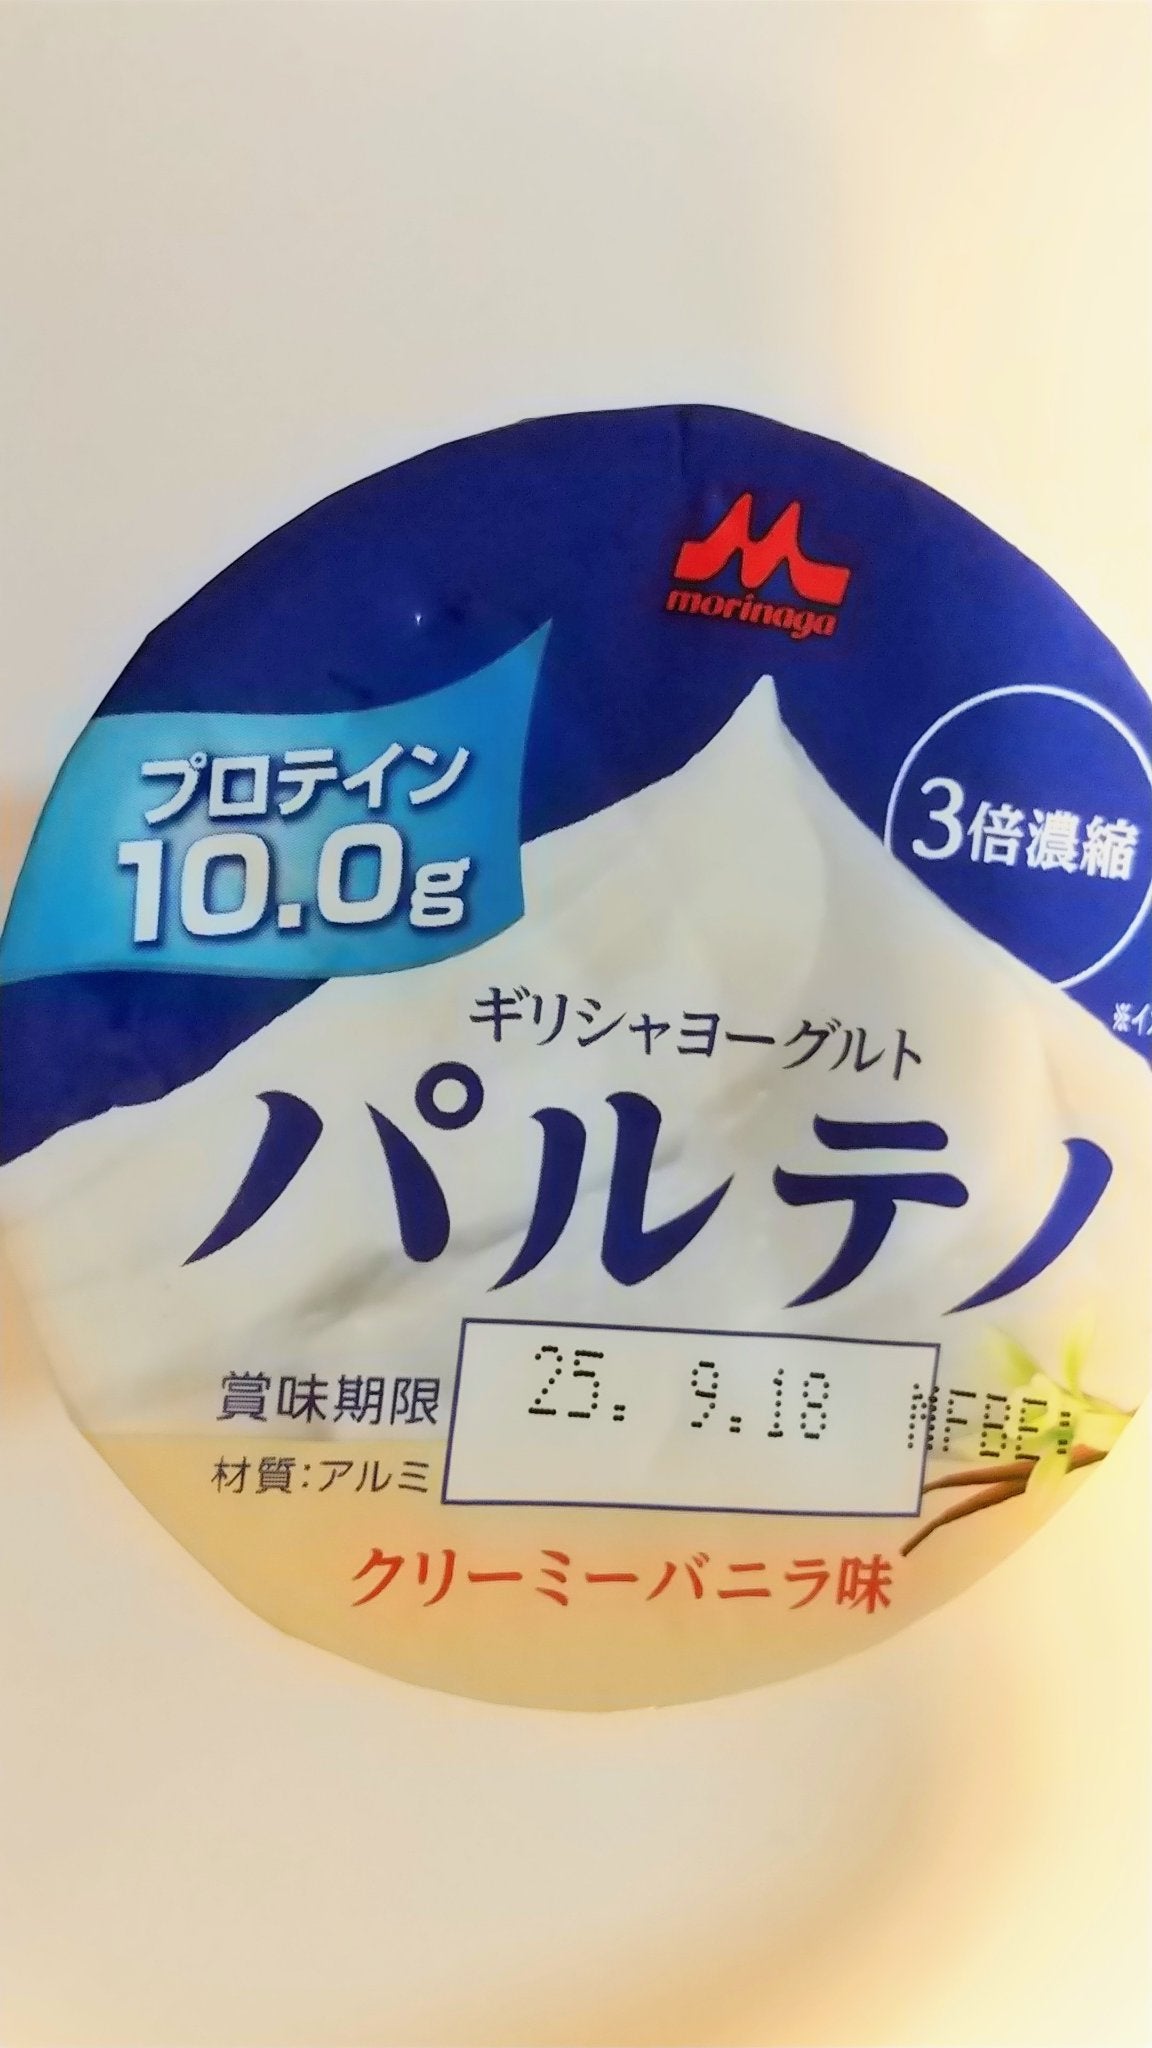 morinaga
プロテイン
10.0g
3倍濃縮
ギリシャヨーグルト
パルテノ
賞味期限
25. 9.18
材質:アルミ
クリーミーバニラ味